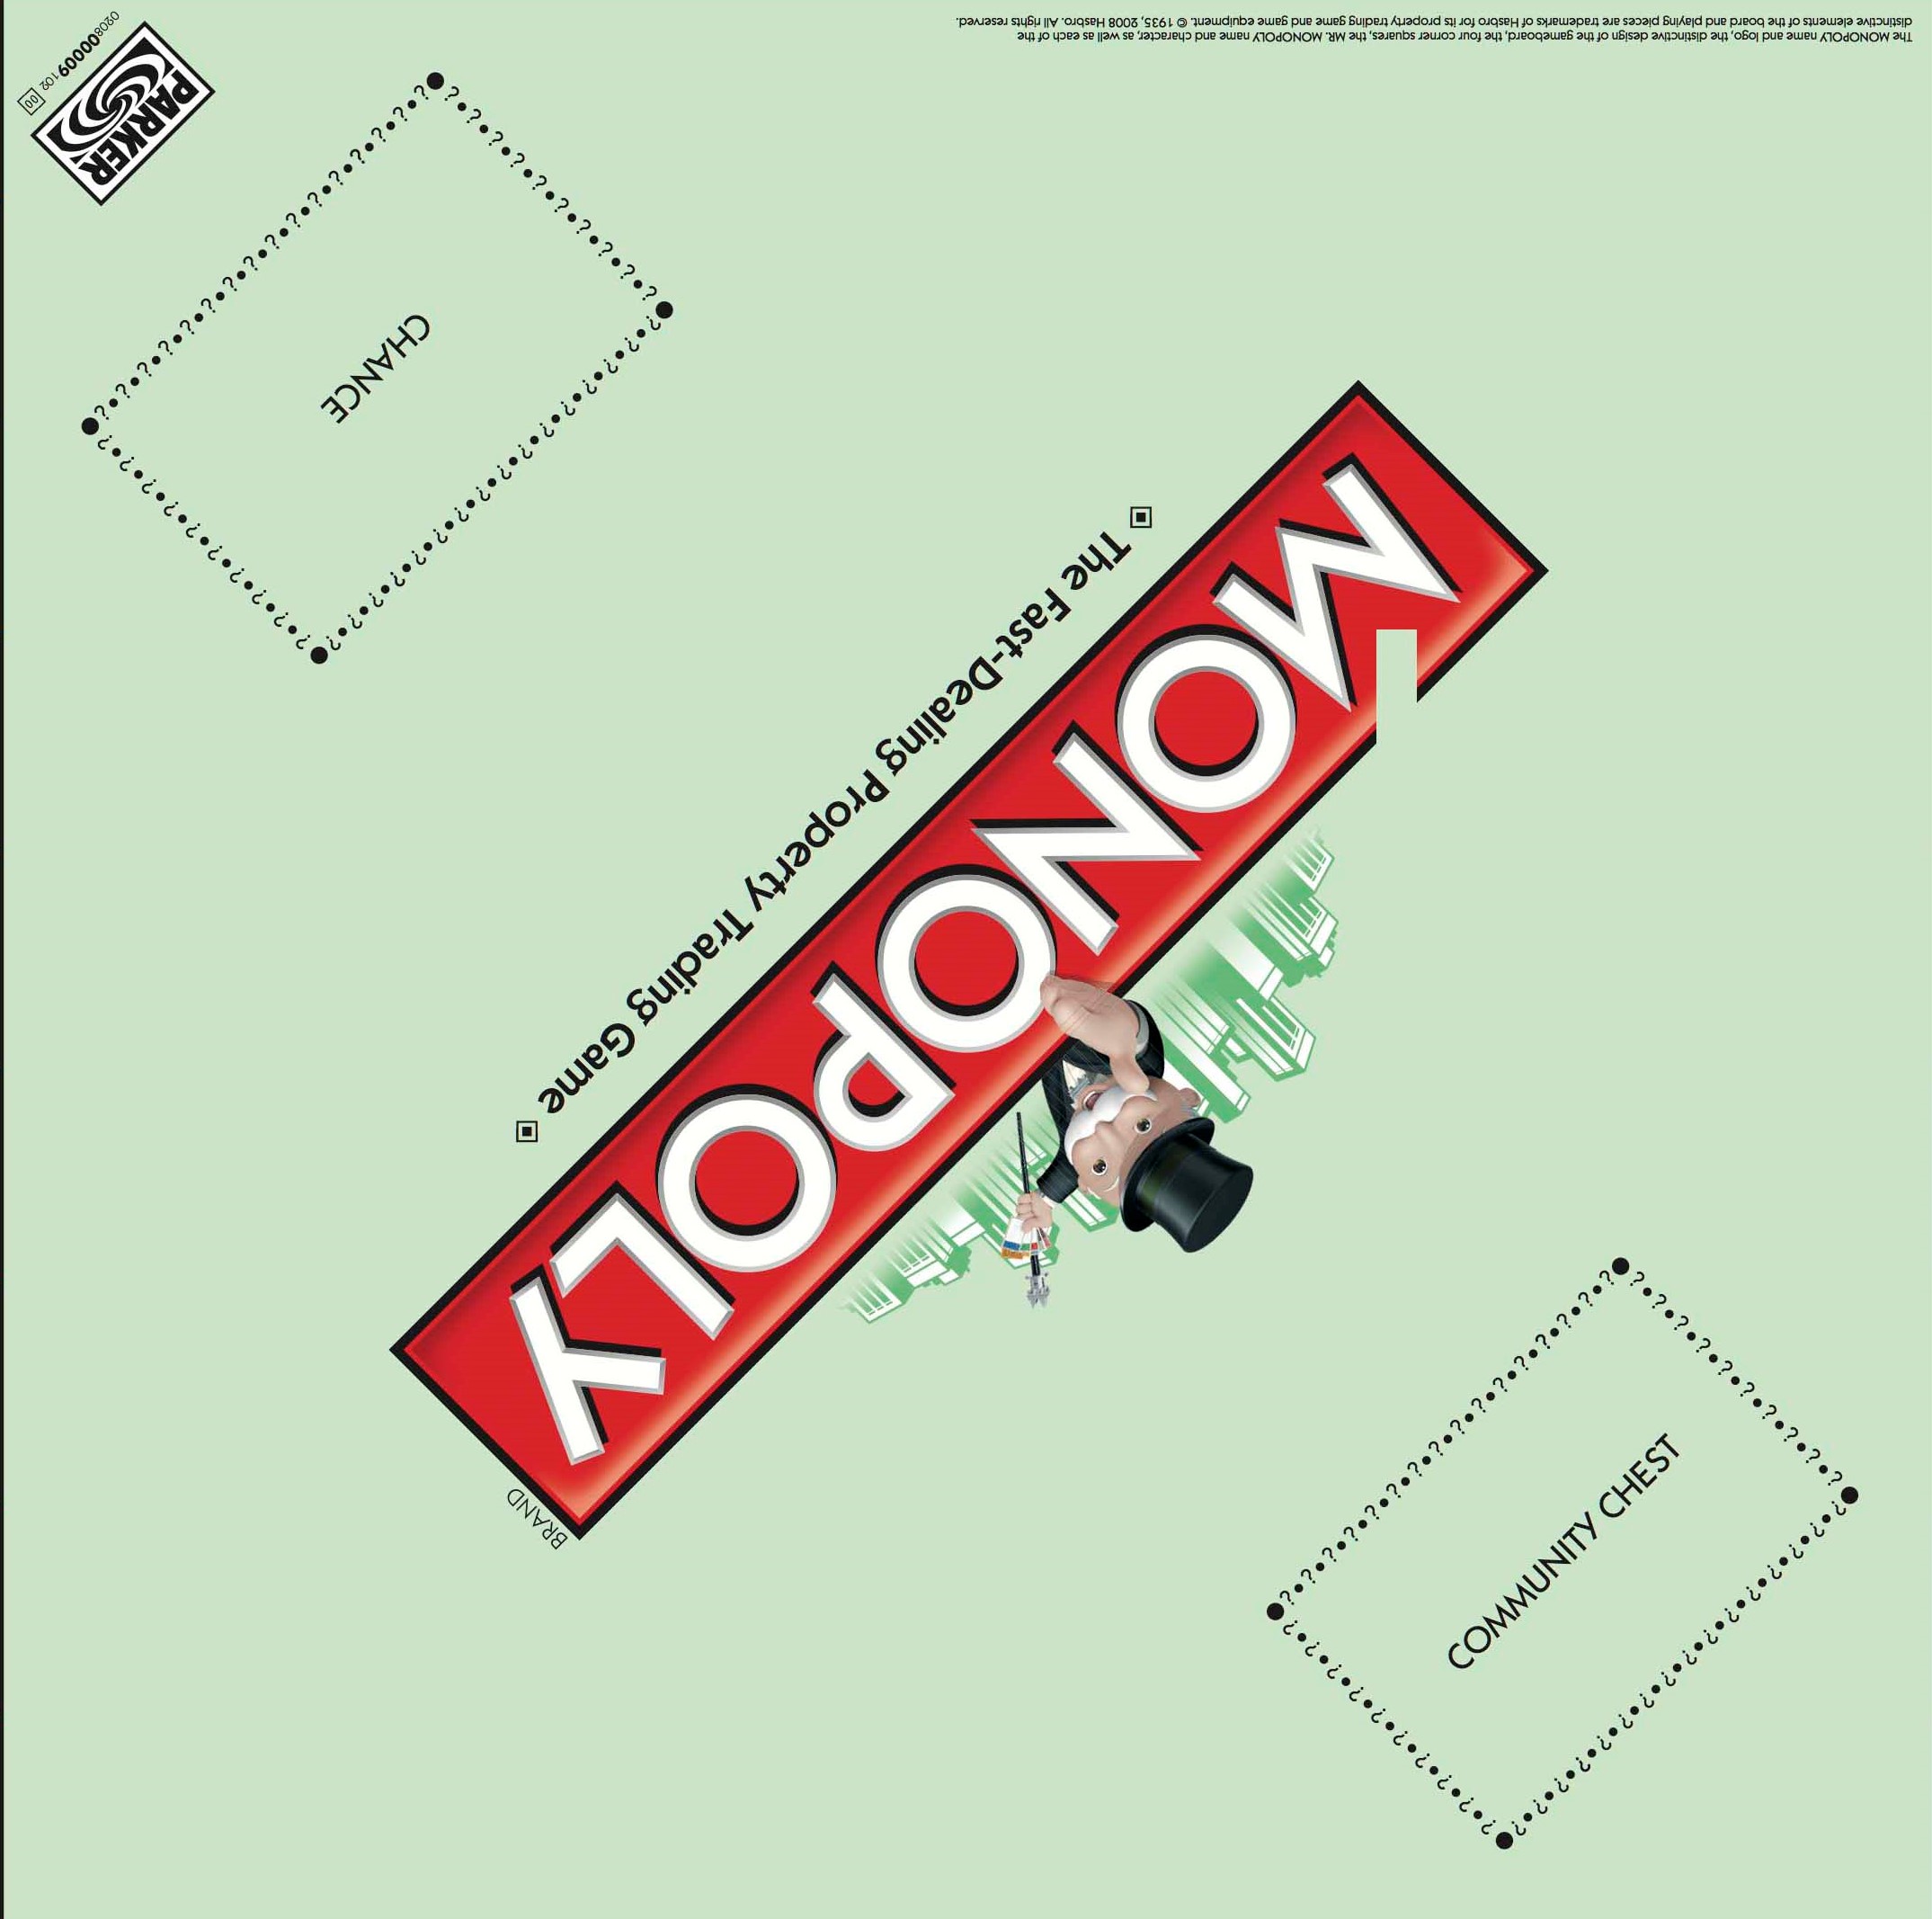 The MONOPOLY name and logo, the distinctive design of the gameboard, the four corner squares, the MR. MONOPOLY name and character, as well as each of the
distinctive elements of the board and playing pieces are trademarks of Hasbro for its property trading game and game equipment. © 1935, 2008 Hasbro. All rights reserved.
PARKER
020800009102 00
CHANCE
The Fast-Dealing Property Trading Game
MONOPOLY
BRAND
COMMUNITY CHEST